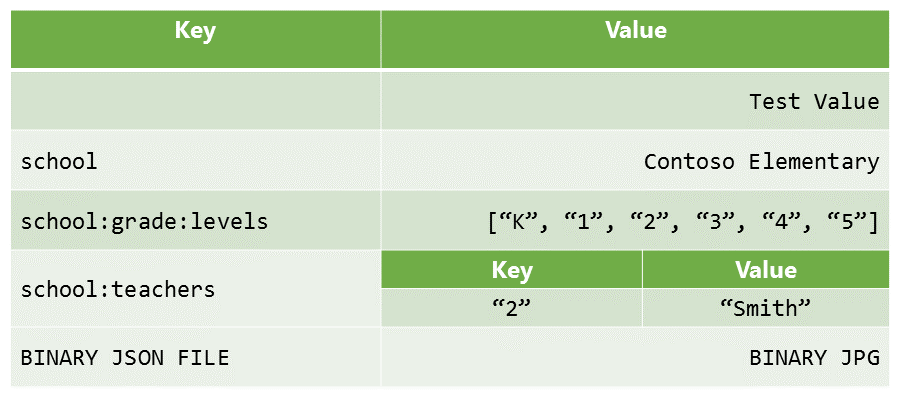 Key Value
Test Value
school Contoso Elementary
school:grade:levels [“K”, “1”, “2”, “3”, “4”, “5”]
school:teachers
Key Value
“2” “Smith”
BINARY JSON FILE BINARY JPG